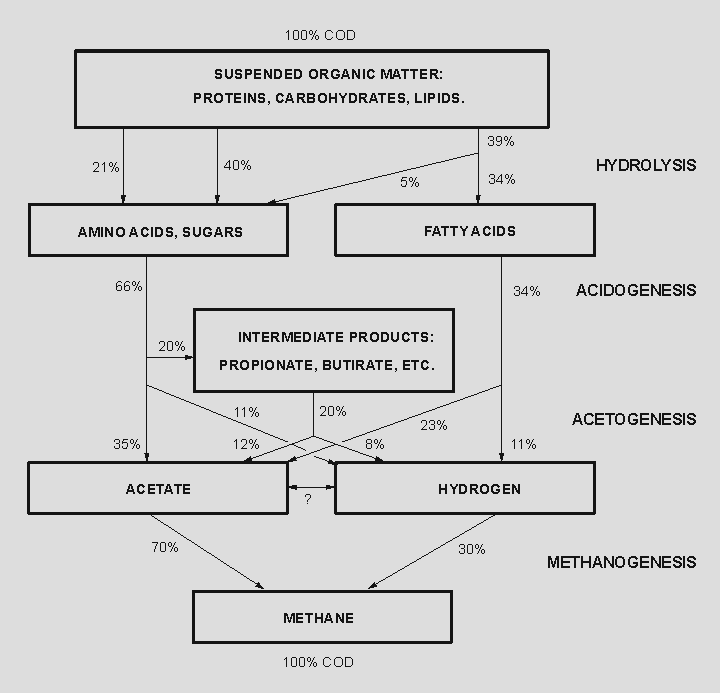 100% COD
SUSPENDED ORGANIC MATTER:
PROTEINS, CARBOHYDRATES, LIPIDS.
39%
21%
40%
HYDROLYSIS
5%
34%
AMINO ACIDS, SUGARS
FATTY ACIDS
66%
34%
ACIDOGENESIS
INTERMEDIATE PRODUCTS:
20%
PROPIONATE, BUTIRATE, ETC.
11%
20%
23%
ACETOGENESIS
35%
12%
8%
11%
ACETATE
HYDROGEN
?
70%
30%
METHANOGENESIS
METHANE
100% COD